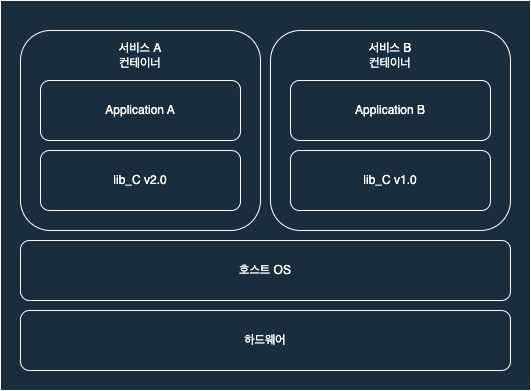 서비스 A
컨테이너
Application A
lib_C v2.0
서비스 B
컨테이너
Application B
lib_C v1.0
호스트 OS
하드웨어